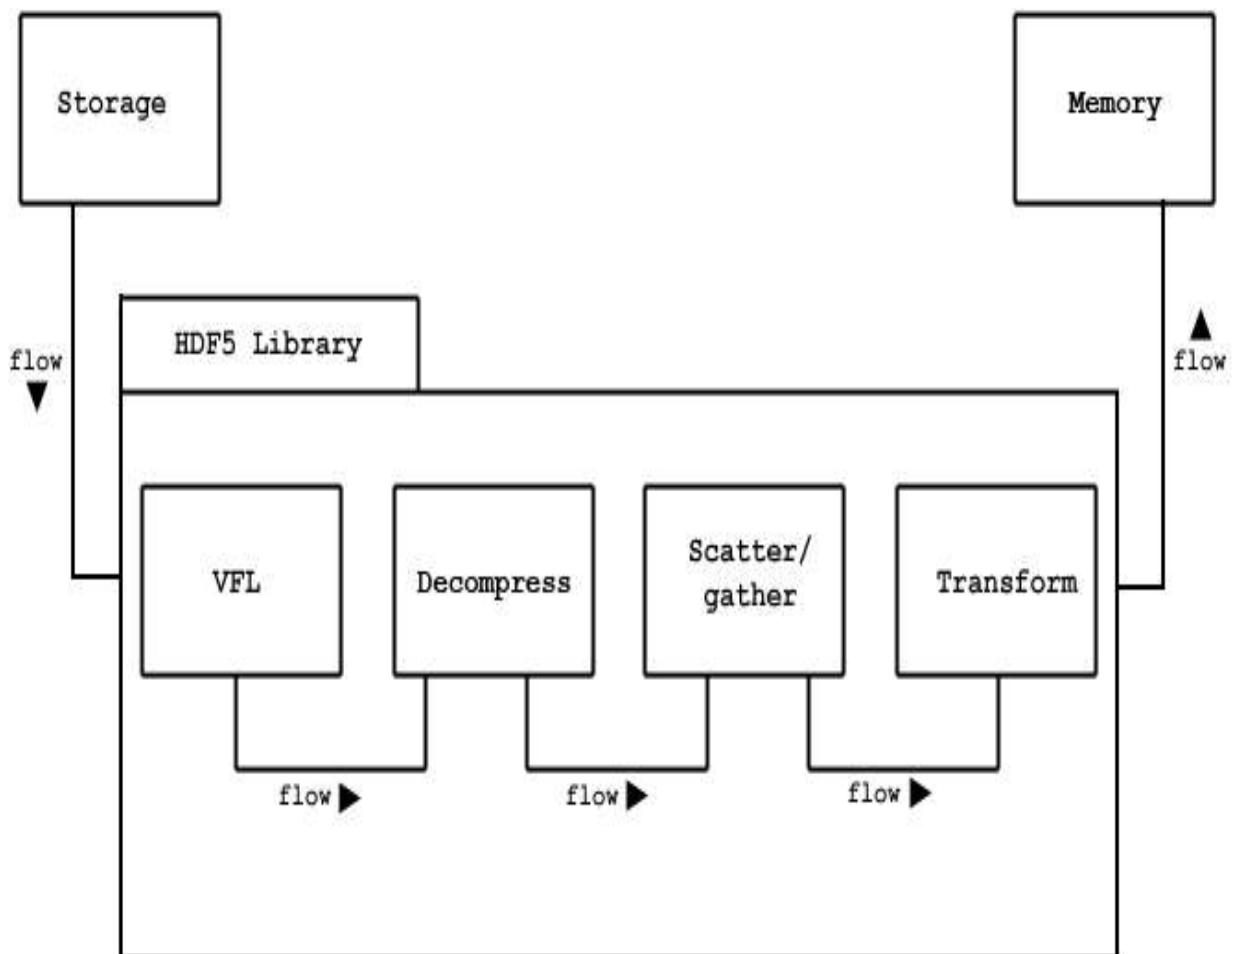 Storage
Memory
HDF5 Library
flow
flow
VFL
Decompress
Scatter/
gather
Transform
flow
flow
flow